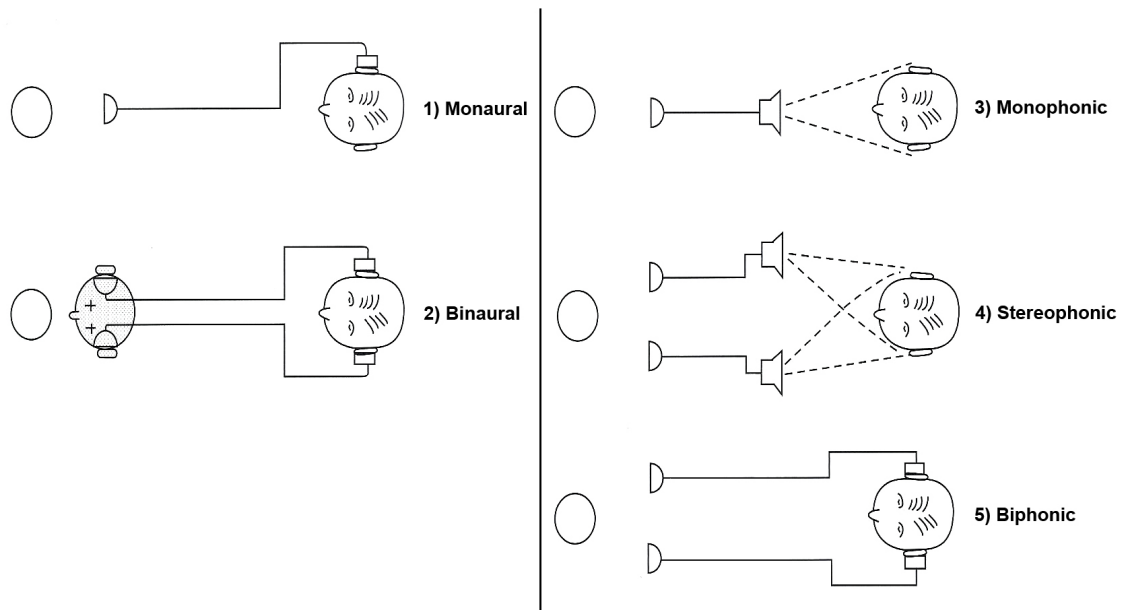 1) Monaural
2) Binaural
3) Monophonic
4) Stereophonic
5) Biphonic